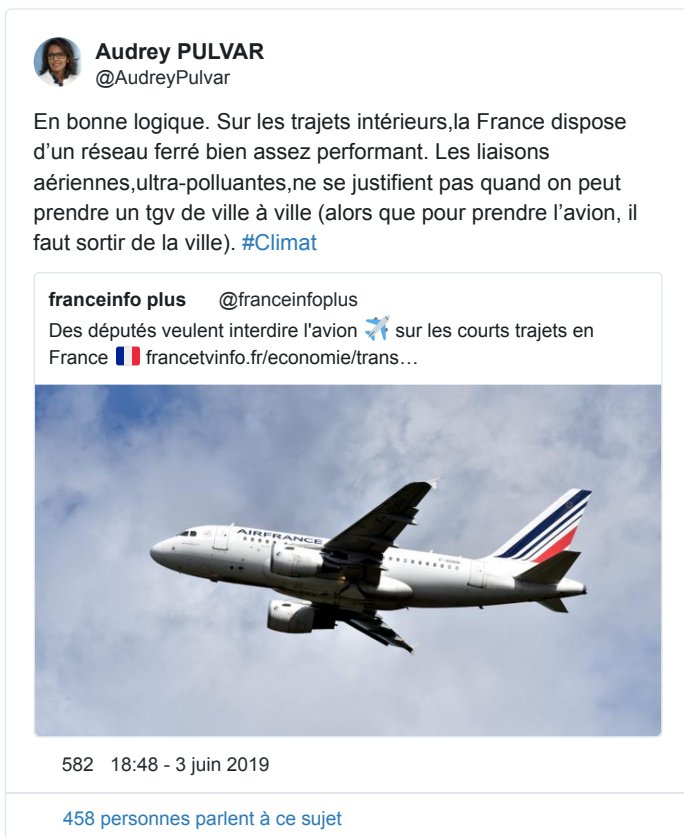 Audrey PULVAR
@AudreyPulvar
En bonne logique. Sur les trajets intérieurs,la France dispose
d’un réseau ferré bien assez performant. Les liaisons
aériennes,ultra-polluantes,ne se justifient pas quand on peut
prendre un tgv de ville à ville (alors que pour prendre l’avion, il
faut sortir de la ville). #Climat
franceinfo plus @franceinfoplus
Des députés veulent interdire l'avion ✈️ sur les courts trajets en
France 🇫🇷 francetvinfo.fr/economie/trans…
AIRFRANCE
582 18:48 - 3 juin 2019
458 personnes parlent à ce sujet